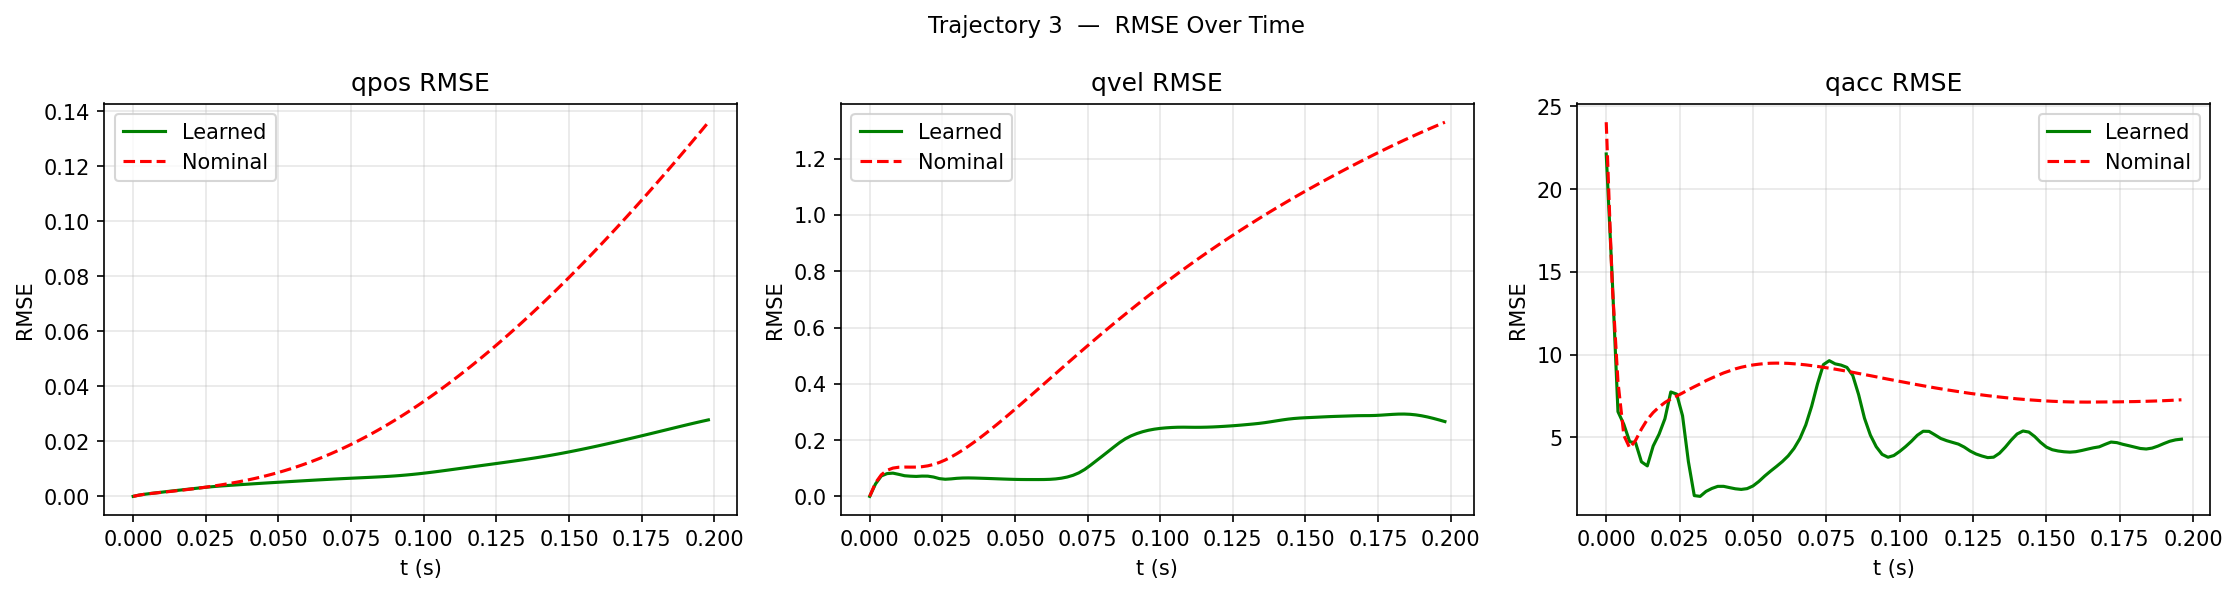 Trajectory 3 — RMSE Over Time
qpos RMSE
RMSE
0.14
0.12
0.10
0.08
0.06
0.04
0.02
0.00
Learned
Nominal
0.000 0.025 0.050 0.075 0.100 0.125 0.150 0.175 0.200
t (s)
qvel RMSE
RMSE
1.2
1.0
0.8
0.6
0.4
0.2
0.0
Learned
Nominal
0.000 0.025 0.050 0.075 0.100 0.125 0.150 0.175 0.200
t (s)
qacc RMSE
RMSE
25
20
15
10
5
Learned
Nominal
0.000 0.025 0.050 0.075 0.100 0.125 0.150 0.175 0.200
t (s)